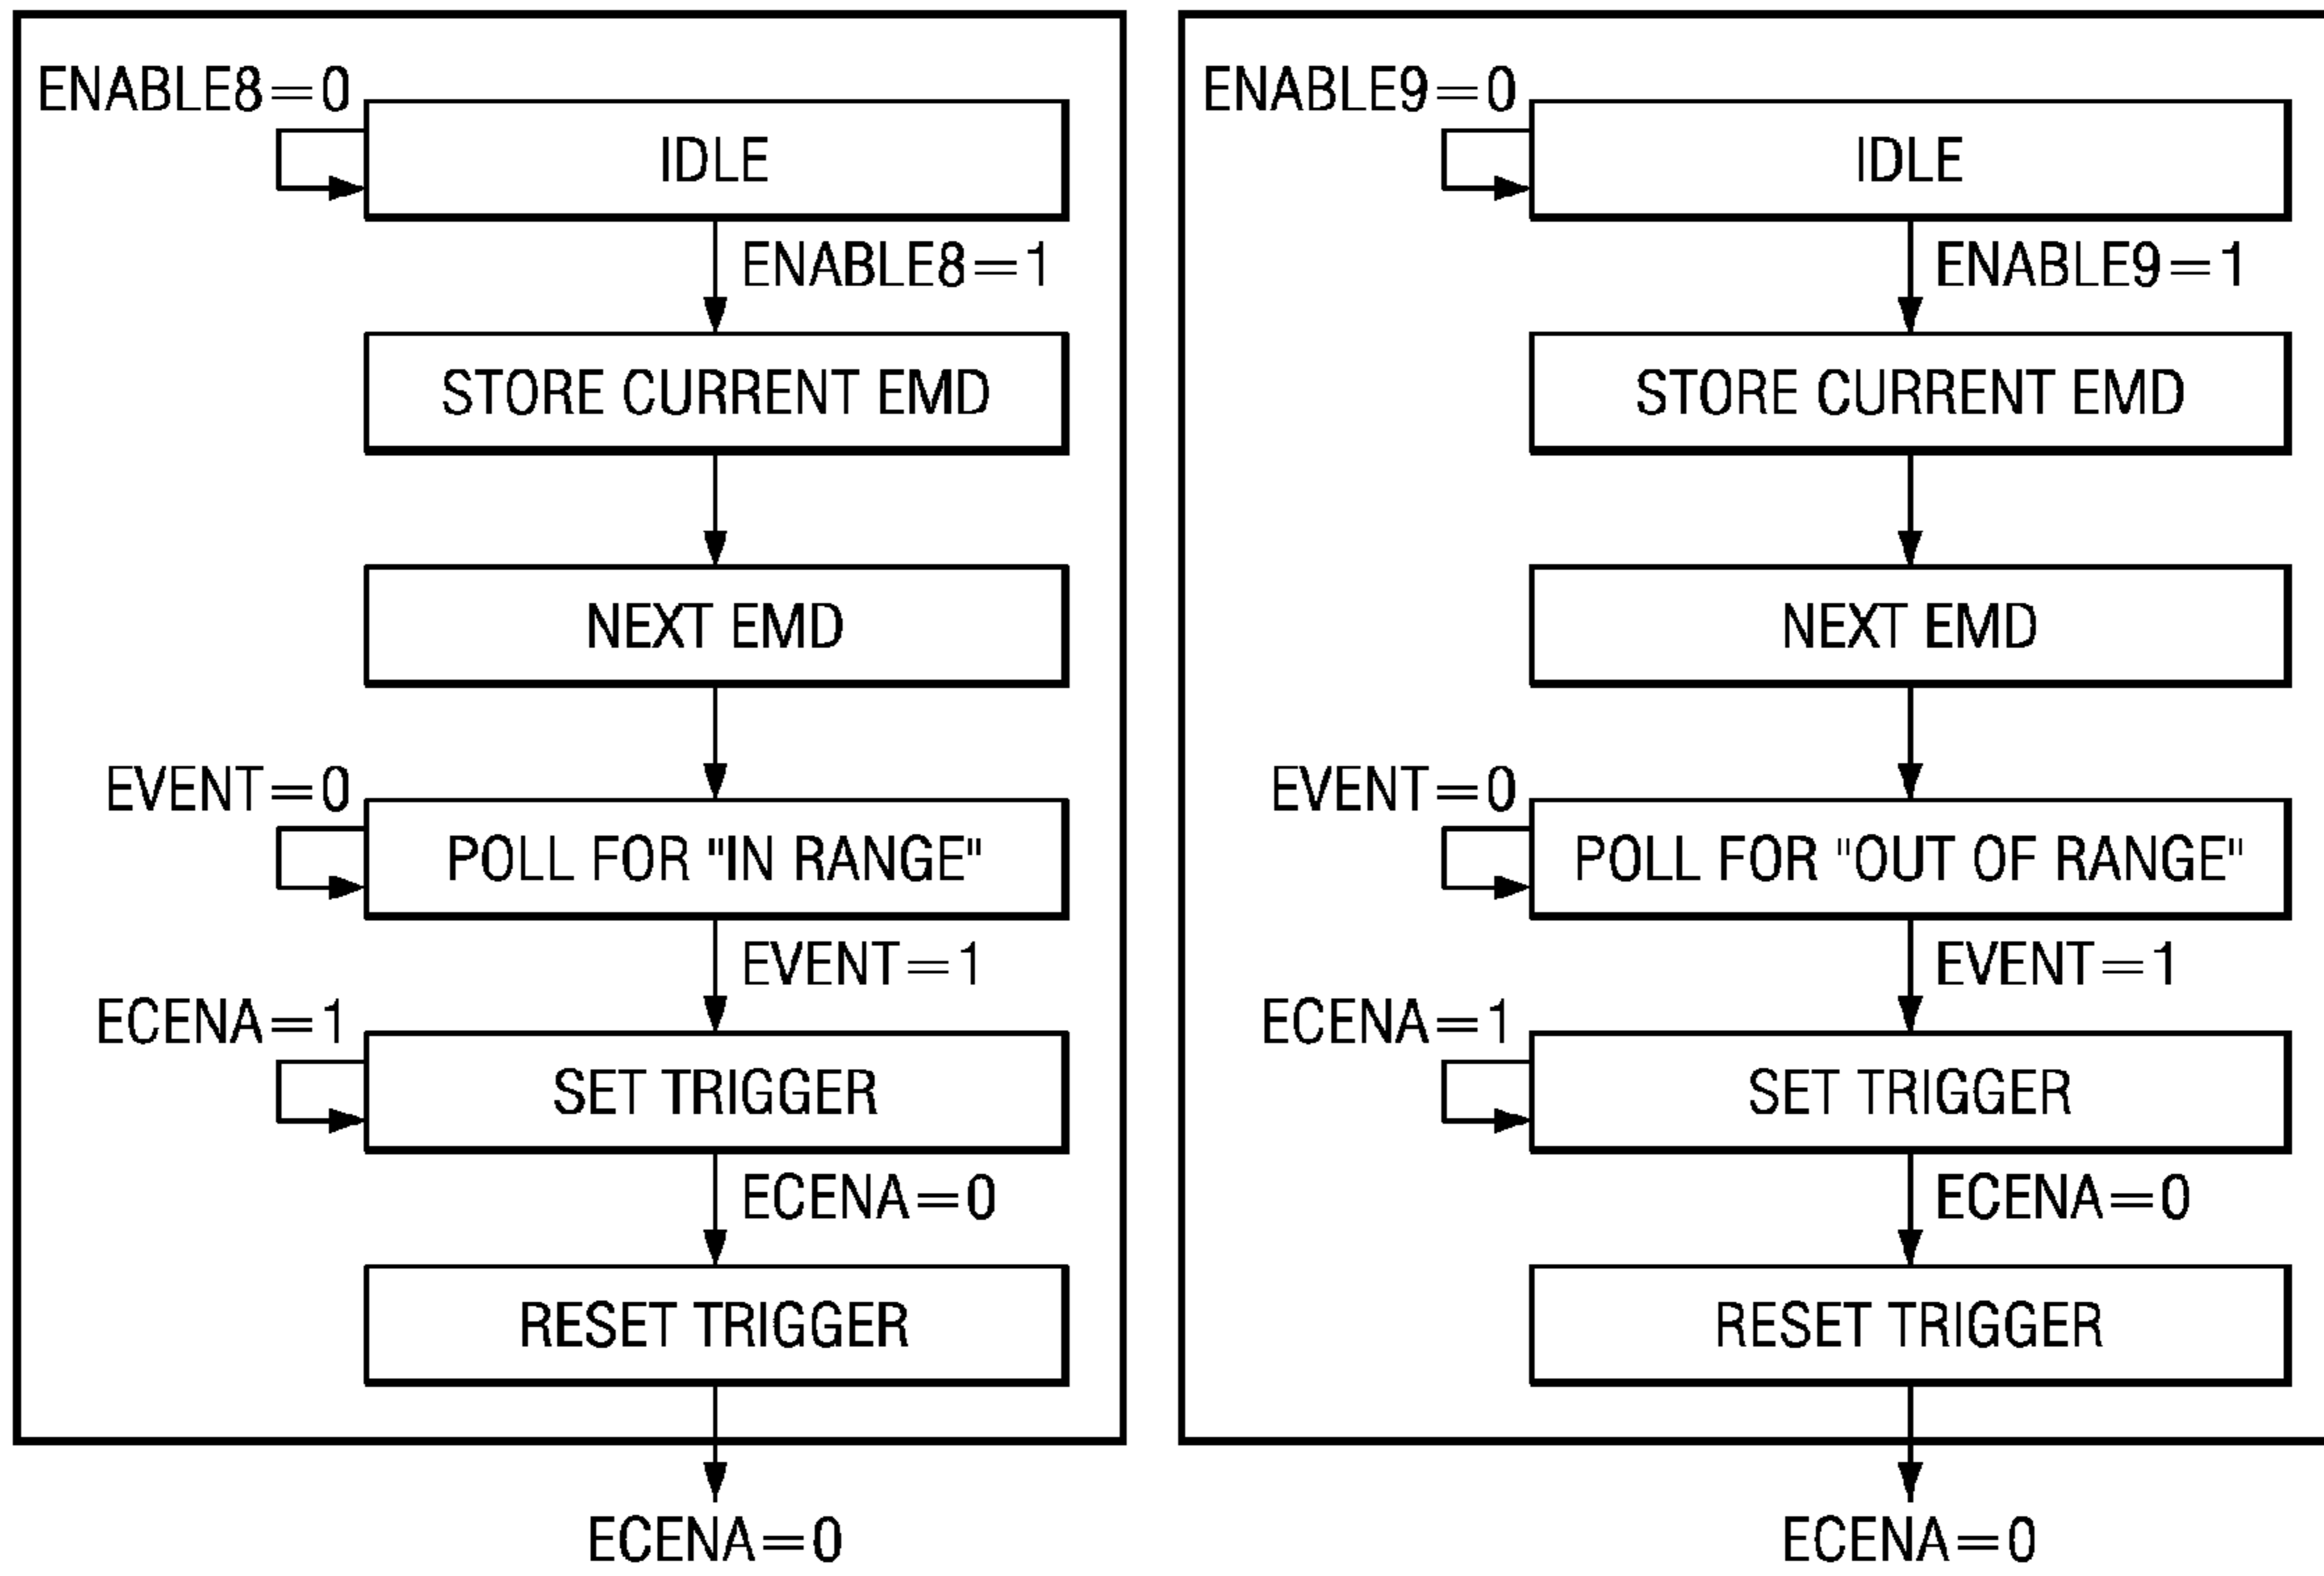 ENABLE8=0
IDLE
ENABLE8=1
STORE CURRENT EMD
NEXT EMD
EVENT=0
POLL FOR "IN RANGE"
EVENT=1
ECENA=1
SET TRIGGER
ECENA=0
RESET TRIGGER
ECENA=0
ENABLE9=0
IDLE
ENABLE9=1
STORE CURRENT EMD
NEXT EMD
EVENT=0
POLL FOR "OUT OF RANGE"
EVENT=1
ECENA=1
SET TRIGGER
ECENA=0
RESET TRIGGER
ECENA=0